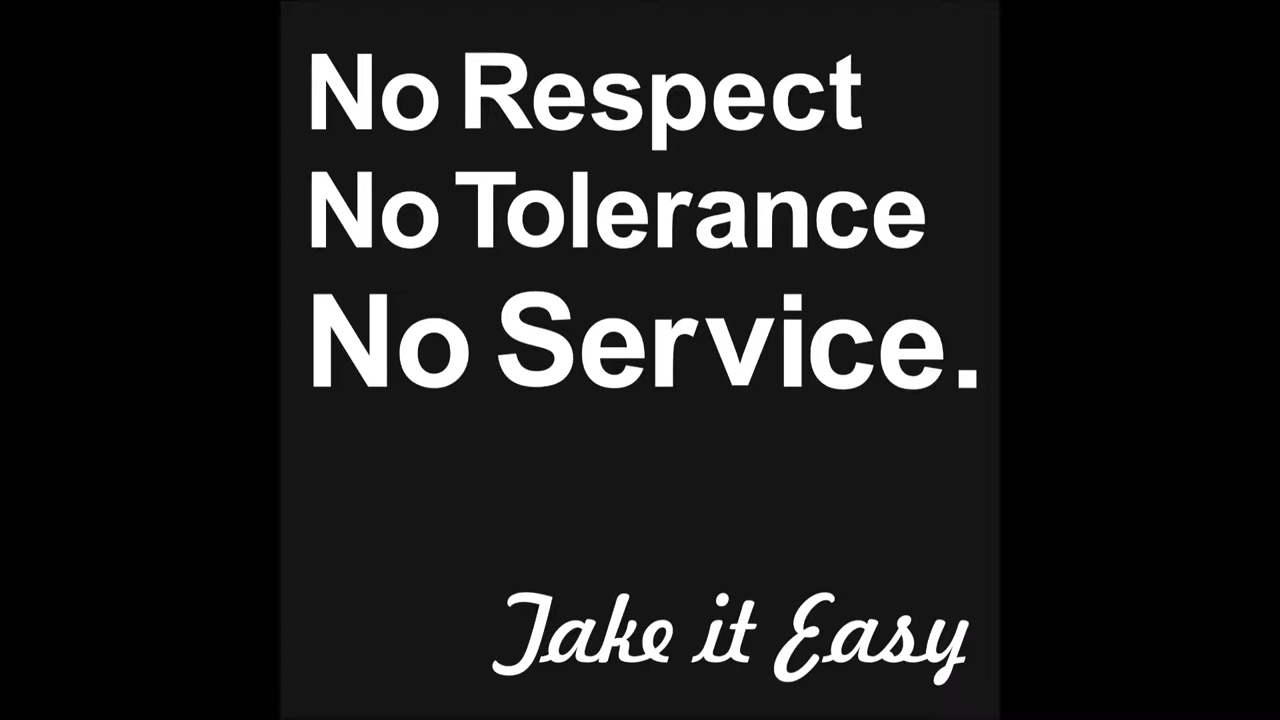 No Respect
No Tolerance
No Service.
Take it Easy